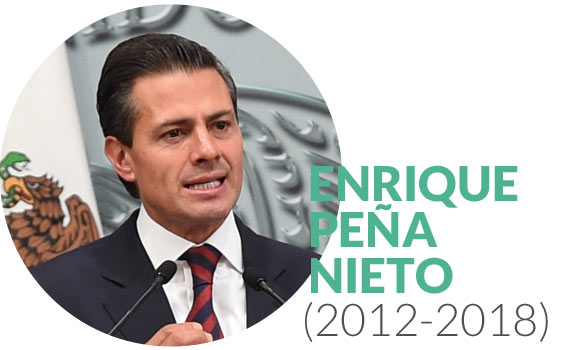 ENRIQUE
PEÑA
NIETO
(2012-2018)